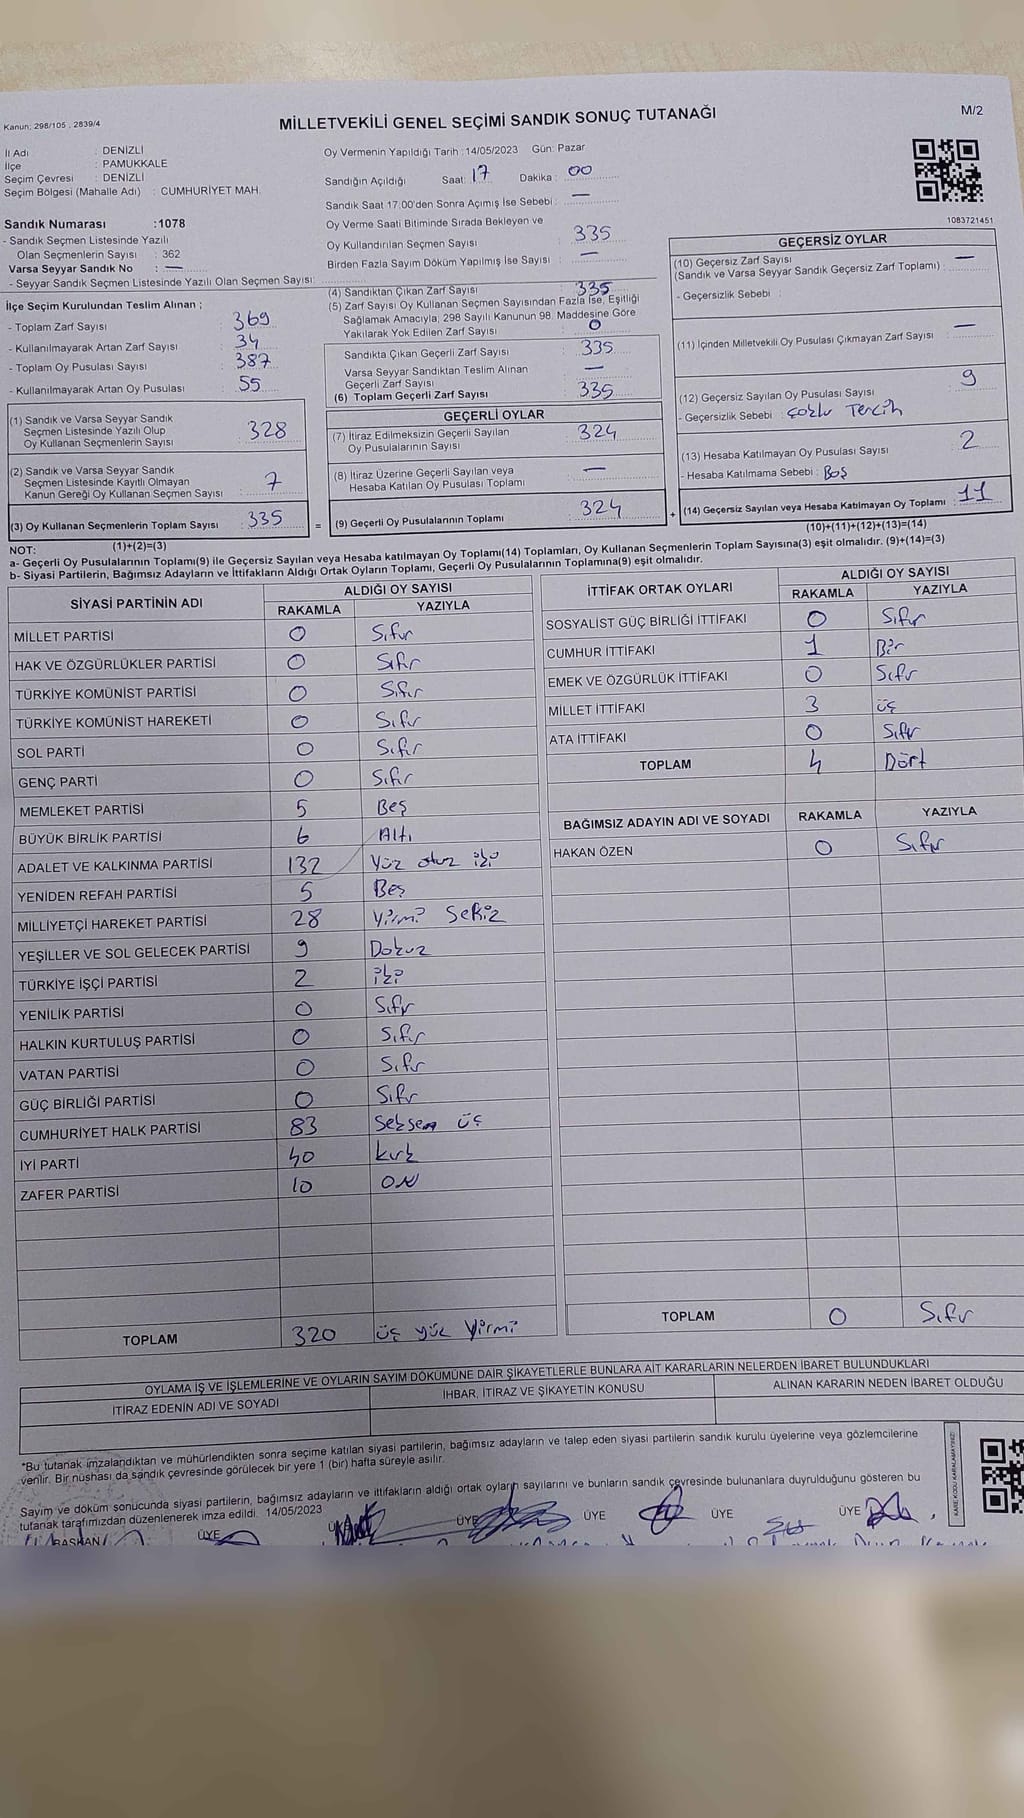 Kanun: 298/105 , 2839/4
MİLLETVEKİLİ GENEL SEÇİMİ SANDIK SONUÇ TUTANAĞI
M/2
İl Adı : DENİZLİ
İlçe : PAMUKKALE
Seçim Çevresi : DENİZLİ
Seçim Bölgesi (Mahalle Adı) : CUMHURİYET MAH.
Oy Vermenin Yapıldığı Tarih :14/05/2023 Gün: Pazar
Sandığın Açıldığı Saat: 17 Dakika : 00
Sandık Saat 17:00'den Sonra Açımış İse Sebebi : —
Sandık Numarası :1078
- Sandık Seçmen Listesinde Yazılı
Olan Seçmenlerin Sayısı : 362
Varsa Seyyar Sandık No : —
- Seyyar Sandık Seçmen Listesinde Yazılı Olan Seçmen Sayısı:
Oy Verme Saati Bitiminde Sırada Bekleyen ve
Oy Kullandırılan Seçmen Sayısı : 335
Birden Fazla Sayım Döküm Yapılmış İse Sayısı : —
1083721451
İlçe Seçim Kurulundan Teslim Alınan ;
- Toplam Zarf Sayısı : 369
- Kullanılmayarak Artan Zarf Sayısı : 34
- Toplam Oy Pusulası Sayısı : 387
- Kullanılmayarak Artan Oy Pusulası : 55
(4) Sandıktan Çıkan Zarf Sayısı : 335
(5) Zarf Sayısı Oy Kullanan Seçmen Sayısından Fazla İse, Eşitliği
Sağlamak Amacıyla, 298 Sayılı Kanunun 98. Maddesine Göre
Yakılarak Yok Edilen Zarf Sayısı : 0
Sandıkta Çıkan Geçerli Zarf Sayısı : 335
Varsa Seyyar Sandıktan Teslim Alınan
Geçerli Zarf Sayısı : —
(6) Toplam Geçerli Zarf Sayısı : 335
GEÇERSİZ OYLAR
(10) Geçersiz Zarf Sayısı
(Sandık ve Varsa Seyyar Sandık Geçersiz Zarf Toplamı) : —
- Geçersizlik Sebebi :
(11) İçinden Milletvekili Oy Pusulası Çıkmayan Zarf Sayısı : —
(12) Geçersiz Sayılan Oy Pusulası Sayısı : 9
- Geçersizlik Sebebi : Çoklu Tercih
(13) Hesaba Katılmayan Oy Pusulası Sayısı : 2
- Hesaba Katılmama Sebebi : Boş
(14) Geçersiz Sayılan veya Hesaba Katılmayan Oy Toplamı : 11
(10)+(11)+(12)+(13)=(14)
(1) Sandık ve Varsa Seyyar Sandık
Seçmen Listesinde Yazılı Olup
Oy Kullanan Seçmenlerin Sayısı : 328
(2) Sandık ve Varsa Seyyar Sandık
Seçmen Listesinde Kayıtlı Olmayan
Kanun Gereği Oy Kullanan Seçmen Sayısı : 7
(3) Oy Kullanan Seçmenlerin Toplam Sayısı : 335
(1)+(2)=(3)
GEÇERLİ OYLAR
(7) İtiraz Edilmeksizin Geçerli Sayılan
Oy Pusulalarının Sayısı : 324
(8) İtiraz Üzerine Geçerli Sayılan veya
Hesaba Katılan Oy Pusulası Toplamı : —
= (9) Geçerli Oy Pusulalarının Toplamı : 324 +
NOT:
a- Geçerli Oy Pusulalarının Toplamı(9) ile Geçersiz Sayılan veya Hesaba katılmayan Oy Toplamı(14) Toplamları, Oy Kullanan Seçmenlerin Toplam Sayısına(3) eşit olmalıdır. (9)+(14)=(3)
b- Siyasi Partilerin, Bağımsız Adayların ve İttifakların Aldığı Ortak Oyların Toplamı, Geçerli Oy Pusulalarının Toplamına(9) eşit olmalıdır.
SİYASİ PARTİNİN ADI ALDIĞI OY SAYISI
RAKAMLA YAZIYLA
MİLLET PARTİSİ 0 Sıfır
HAK VE ÖZGÜRLÜKLER PARTİSİ 0 Sıfır
TÜRKİYE KOMÜNİST PARTİSİ 0 Sıfır
TÜRKİYE KOMÜNİST HAREKETİ 0 Sıfır
SOL PARTİ 0 Sıfır
GENÇ PARTİ 0 Sıfır
MEMLEKET PARTİSİ 5 Beş
BÜYÜK BİRLİK PARTİSİ 6 Altı
ADALET VE KALKINMA PARTİSİ 132 Yüz otuz iki
YENİDEN REFAH PARTİSİ 5 Beş
MİLLİYETÇİ HAREKET PARTİSİ 28 Yirmi Sekiz
YEŞİLLER VE SOL GELECEK PARTİSİ 9 Dokuz
TÜRKİYE İŞÇİ PARTİSİ 2 iki
YENİLİK PARTİSİ 0 Sıfır
HALKIN KURTULUŞ PARTİSİ 0 Sıfır
VATAN PARTİSİ 0 Sıfır
GÜÇ BİRLİĞİ PARTİSİ 0 Sıfır
CUMHURİYET HALK PARTİSİ 83 Seksen üç
İYİ PARTİ 40 kırk
ZAFER PARTİSİ 10 ON
TOPLAM 320 üç yüz Yirmi
İTTİFAK ORTAK OYLARI ALDIĞI OY SAYISI
RAKAMLA YAZIYLA
SOSYALİST GÜÇ BİRLİĞİ İTTİFAKI 0 Sıfır
CUMHUR İTTİFAKI 1 Bir
EMEK VE ÖZGÜRLÜK İTTİFAKI 0 Sıfır
MİLLET İTTİFAKI 3 üç
ATA İTTİFAKI 0 Sıfır
TOPLAM 4 Dört
BAĞIMSIZ ADAYIN ADI VE SOYADI RAKAMLA YAZIYLA
HAKAN ÖZEN 0 Sıfır
TOPLAM 0 Sıfır
OYLAMA İŞ VE İŞLEMLERİNE VE OYLARIN SAYIM DÖKÜMÜNE DAİR ŞİKAYETLERLE BUNLARA AİT KARARLARIN NELERDEN İBARET BULUNDUKLARI
İTİRAZ EDENİN ADI VE SOYADI İHBAR, İTİRAZ VE ŞİKAYETİN KONUSU ALINAN KARARIN NEDEN İBARET OLDUĞU
*Bu tutanak imzalandıktan ve mühürlendikten sonra seçime katılan siyasi partilerin, bağımsız adayların ve talep eden siyasi partilerin sandık kurulu üyelerine veya gözlemcilerine
verilir. Bir nüshası da sandık çevresinde görülecek bir yere 1 (bir) hafta süreyle asılır.
Sayım ve döküm sonucunda siyasi partilerin, bağımsız adayların ve ittifakların aldığı ortak oyların sayılarını ve bunların sandık çevresinde bulunanlara duyrulduğunu gösteren bu
tutanak tarafımızdan düzenlenerek imza edildi. 14/05/2023
BAŞKAN ÜYE ÜYE ÜYE ÜYE ÜYE ÜYE
KARE KODU KARALAMAYINIZ!